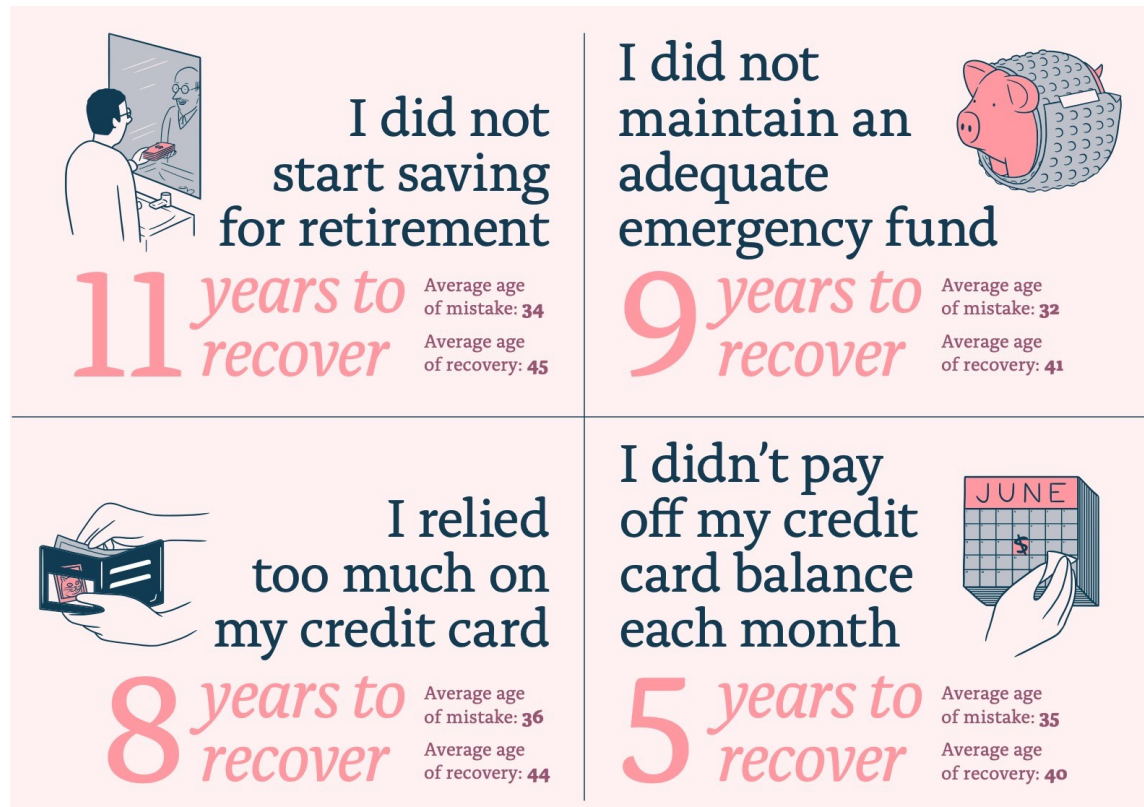 I did not
start saving
for retirement
11 years to
recover
Average age
of mistake: 34
Average age
of recovery: 45
I did not
maintain an
adequate
emergency fund
9 years to
recover
Average age
of mistake: 32
Average age
of recovery: 41
I relied
too much on
my credit card
8 years to
recover
Average age
of mistake: 36
Average age
of recovery: 44
I didn’t pay
off my credit
card balance
each month
JUNE
$
5 years to
recover
Average age
of mistake: 35
Average age
of recovery: 40